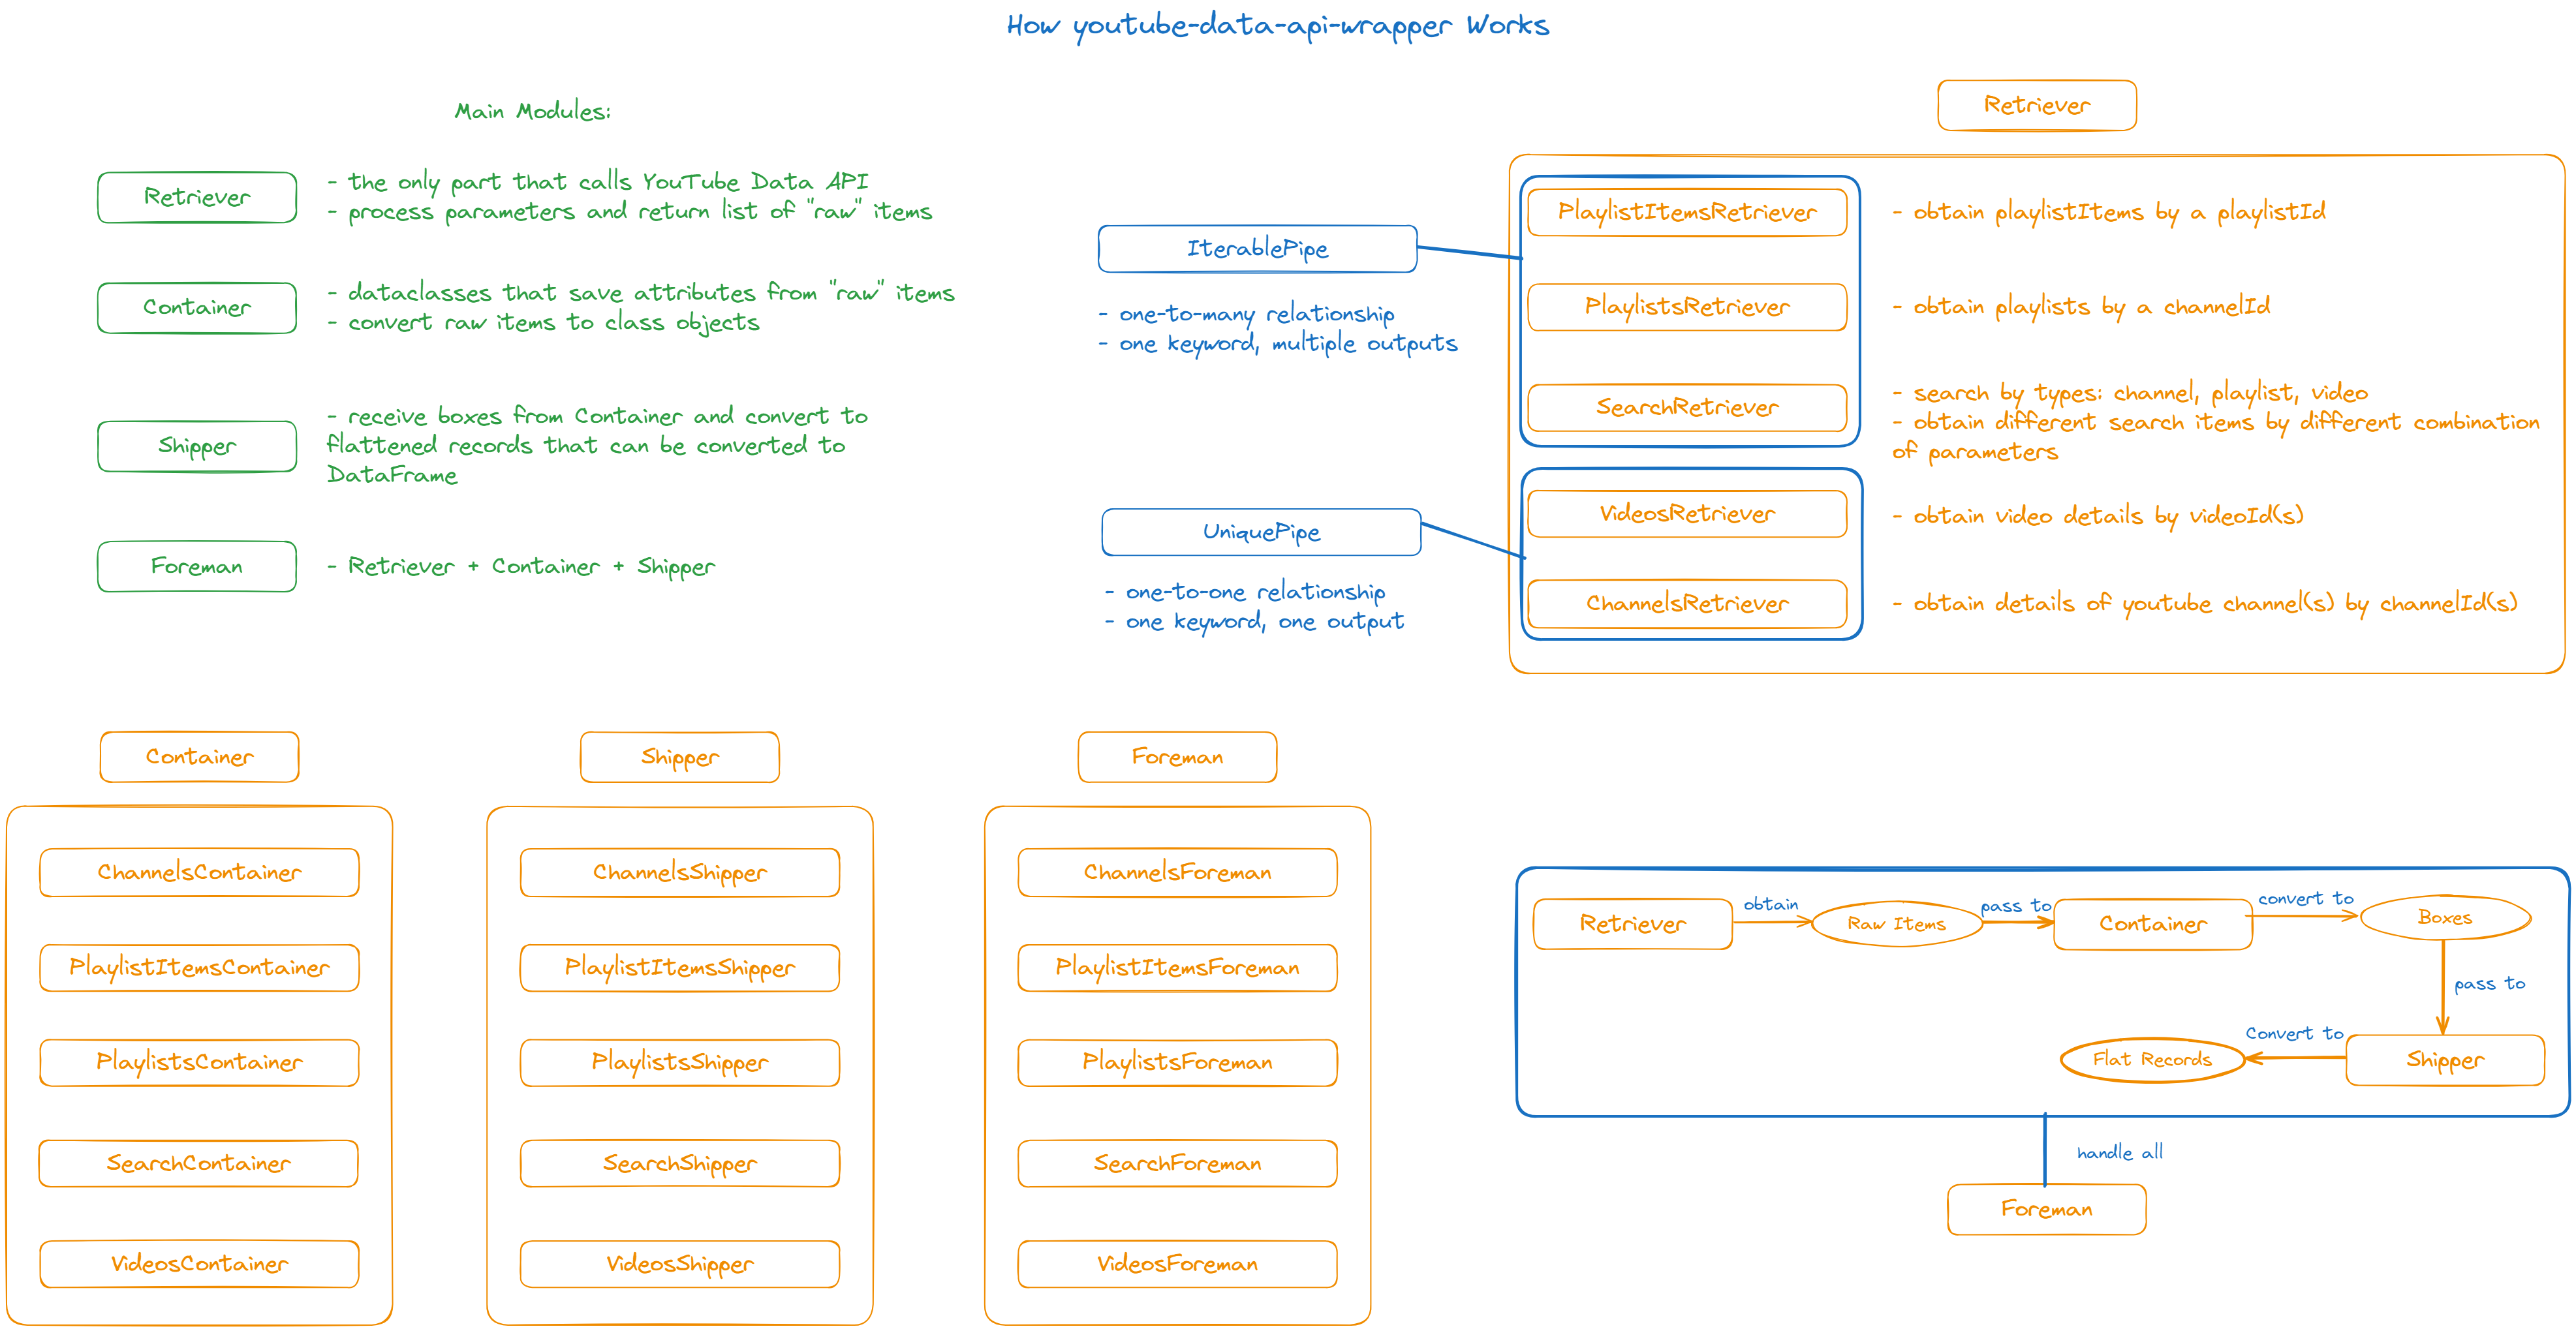 How youtube-data-api-wrapper Works
Main Modules:
Retriever
- the only part that calls YouTube Data API
- process parameters and return list of "raw" items
Container
- dataclasses that save attributes from "raw" items
- convert raw items to class objects
Shipper
- receive boxes from Container and convert to
flattened records that can be converted to
DataFrame
Foreman
- Retriever + Container + Shipper
IterablePipe
- one-to-many relationship
- one keyword, multiple outputs
UniquePipe
- one-to-one relationship
- one keyword, one output
Retriever
PlaylistItemsRetriever
- obtain playlistItems by a playlistId
PlaylistsRetriever
- obtain playlists by a channelId
SearchRetriever
- search by types: channel, playlist, video
- obtain different search items by different combination
of parameters
VideosRetriever
- obtain video details by videoId(s)
ChannelsRetriever
- obtain details of youtube channel(s) by channelId(s)
Container
ChannelsContainer
PlaylistItemsContainer
PlaylistsContainer
SearchContainer
VideosContainer
Shipper
ChannelsShipper
PlaylistItemsShipper
PlaylistsShipper
SearchShipper
VideosShipper
Foreman
ChannelsForeman
PlaylistItemsForeman
PlaylistsForeman
SearchForeman
VideosForeman
Retriever
obtain
Raw Items
pass to
Container
convert to
Boxes
pass to
Shipper
Convert to
Flat Records
handle all
Foreman